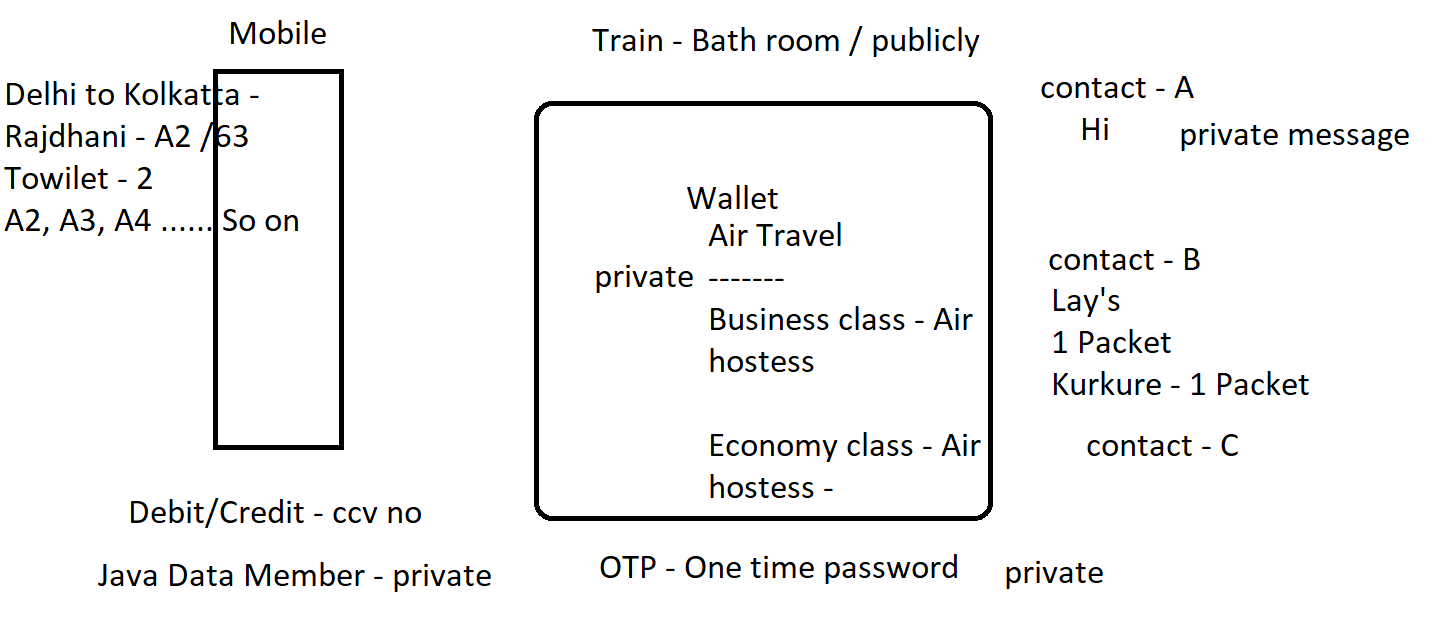 Mobile
Delhi to Kolkatta -
Rajdhani - A2 /63
Towilet - 2
A2, A3, A4 ...... So on
Debit/Credit - ccv no
Java Data Member - private
Train - Bath room / publicly
Wallet
Air Travel
private -------
Business class - Air
hostess
Economy class - Air
hostess -
OTP - One time password
private
contact - A
Hi
private message
contact - B
Lay's
1 Packet
Kurkure - 1 Packet
contact - C